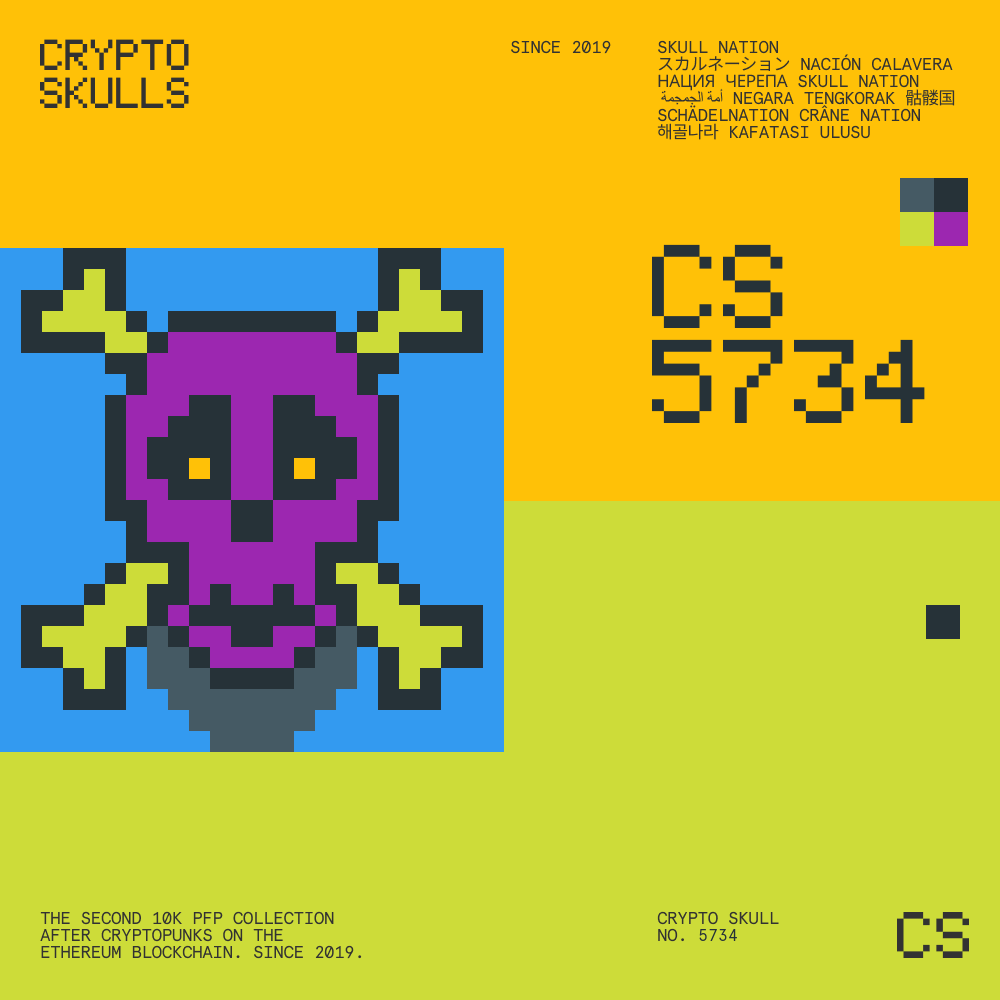 CRYPTO
SKULLS
SINCE 2019
SKULL NATION
スカルネーション NACIÓN CALAVERA
НАЦИЯ ЧЕРЕПА SKULL NATION
أمة الجمجمة NEGARA TENGKORAK 骷髅国
SCHÄDELNATION CRÂNE NATION
해골나라 KAFATASI ULUSU
CS
5734
THE SECOND 10K PFP COLLECTION
AFTER CRYPTOPUNKS ON THE
ETHEREUM BLOCKCHAIN. SINCE 2019.
CRYPTO SKULL
NO. 5734
CS